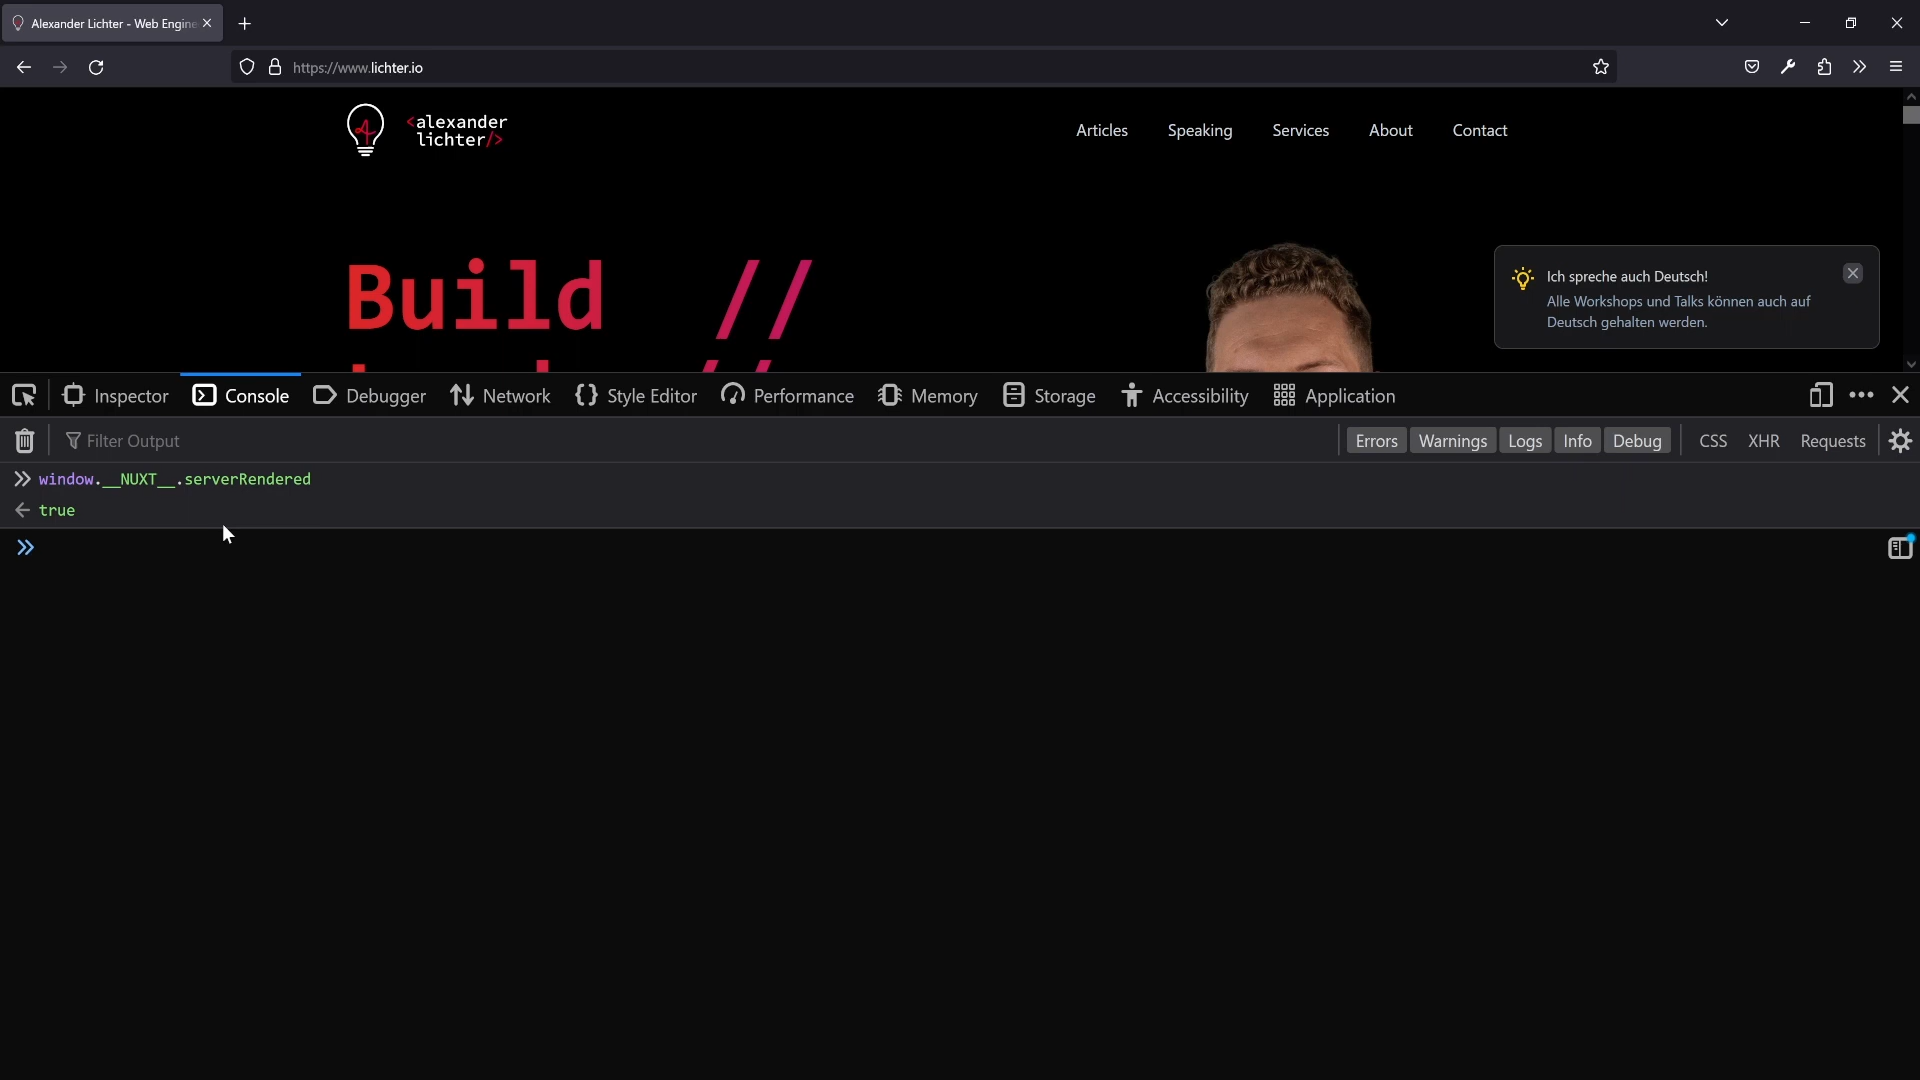 Alexander Lichter - Web Engine
https://www.lichter.io
<alexander
lichter/>
Articles
Speaking
Services
About
Contact
Build //
Ich spreche auch Deutsch!
Alle Workshops und Talks können auch auf
Deutsch gehalten werden.
Inspector
Console
Debugger
Network
Style Editor
Performance
Memory
Storage
Accessibility
Application
Filter Output
Errors
Warnings
Logs
Info
Debug
CSS
XHR
Requests
window.__NUXT__.serverRendered
true